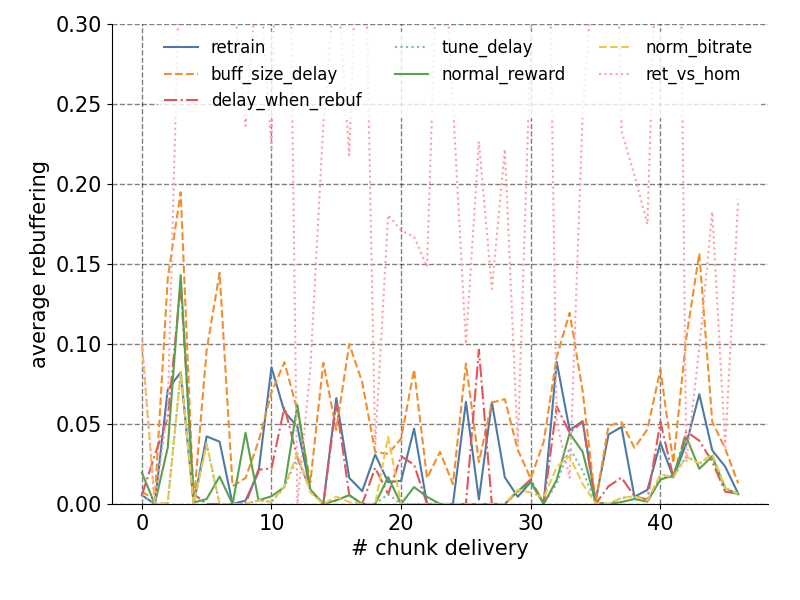 0.30
0.25
0.20
0.15
0.10
0.05
0.00
average rebuffering
retrain
buff_size_delay
delay_when_rebuf
tune_delay
normal_reward
norm_bitrate
ret_vs_hom
0
10
20
30
40
# chunk delivery